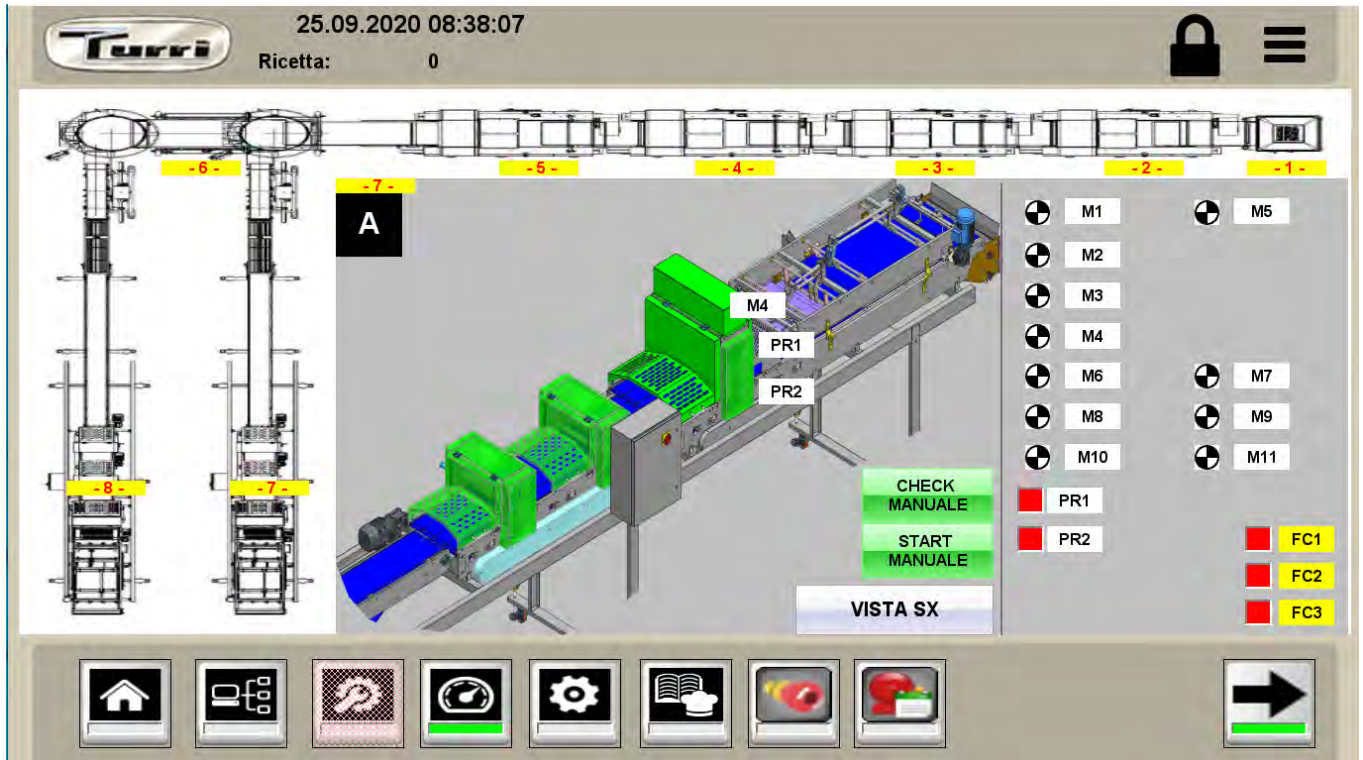 Turri
25.09.2020 08:38:07
Ricetta: 0
- 6 -
- 5 -
- 4 -
- 3 -
- 2 -
- 1 -
- 7 -
A
M4
PR1
PR2
CHECK
MANUALE
START
MANUALE
VISTA SX
- 8 -
- 7 -
M1 M5
M2
M3
M4
M6 M7
M8 M9
M10 M11
PR1
PR2 FC1
FC2
FC3